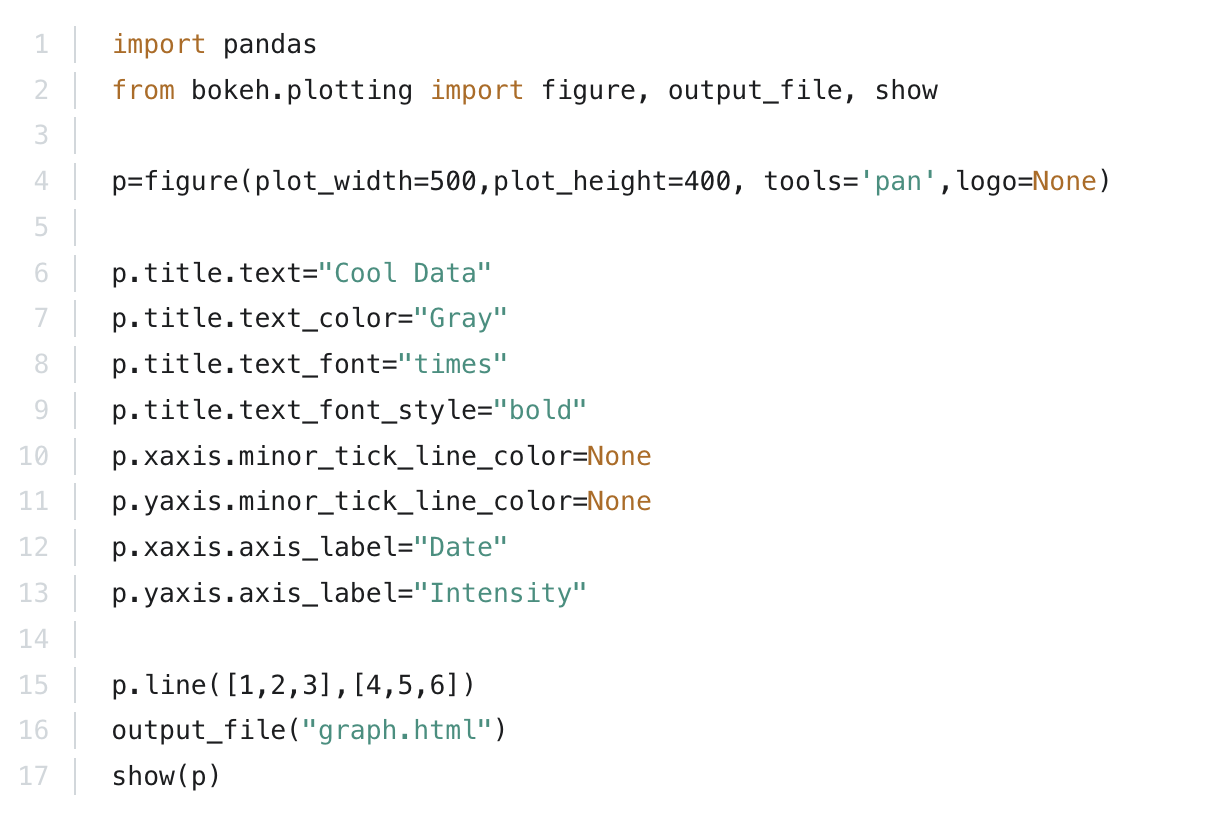 1 import pandas
2 from bokeh.plotting import figure, output_file, show
3
4 p=figure(plot_width=500,plot_height=400, tools='pan',logo=None)
5
6 p.title.text="Cool Data"
7 p.title.text_color="Gray"
8 p.title.text_font="times"
9 p.title.text_font_style="bold"
10 p.xaxis.minor_tick_line_color=None
11 p.yaxis.minor_tick_line_color=None
12 p.xaxis.axis_label="Date"
13 p.yaxis.axis_label="Intensity"
14
15 p.line([1,2,3],[4,5,6])
16 output_file("graph.html")
17 show(p)